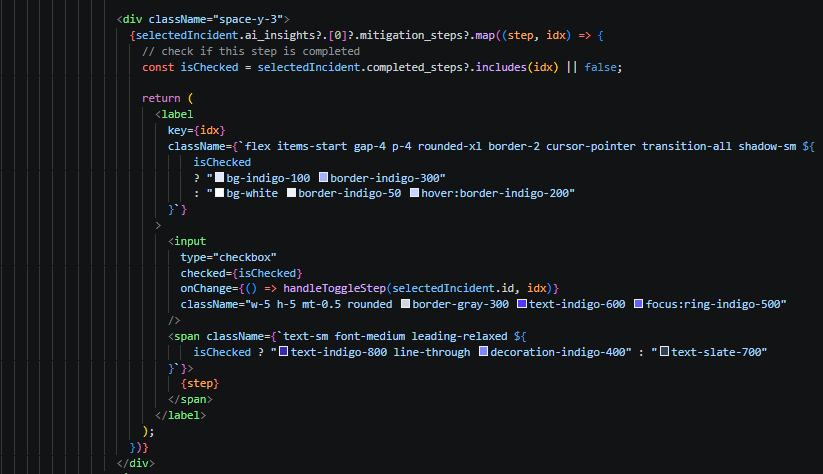 <div className="space-y-3">
{selectedIncident.ai_insights?.[0]?.mitigation_steps?.map((step, idx) => {
// check if this step is completed
const isChecked = selectedIncident.completed_steps?.includes(idx) || false;
return (
<label
key={idx}
className={`flex items-start gap-4 p-4 rounded-xl border-2 cursor-pointer transition-all shadow-sm ${
isChecked
? "bg-indigo-100 border-indigo-300"
: "bg-white border-indigo-50 hover:border-indigo-200"
}`}
>
<input
type="checkbox"
checked={isChecked}
onChange={() => handleToggleStep(selectedIncident.id, idx)}
className="w-5 h-5 mt-0.5 rounded border-gray-300 text-indigo-600 focus:ring-indigo-500"
/>
<span className={`text-sm font-medium leading-relaxed ${
isChecked ? "text-indigo-800 line-through decoration-indigo-400" : "text-slate-700"
}`}>
{step}
</span>
</label>
);
})}
</div>